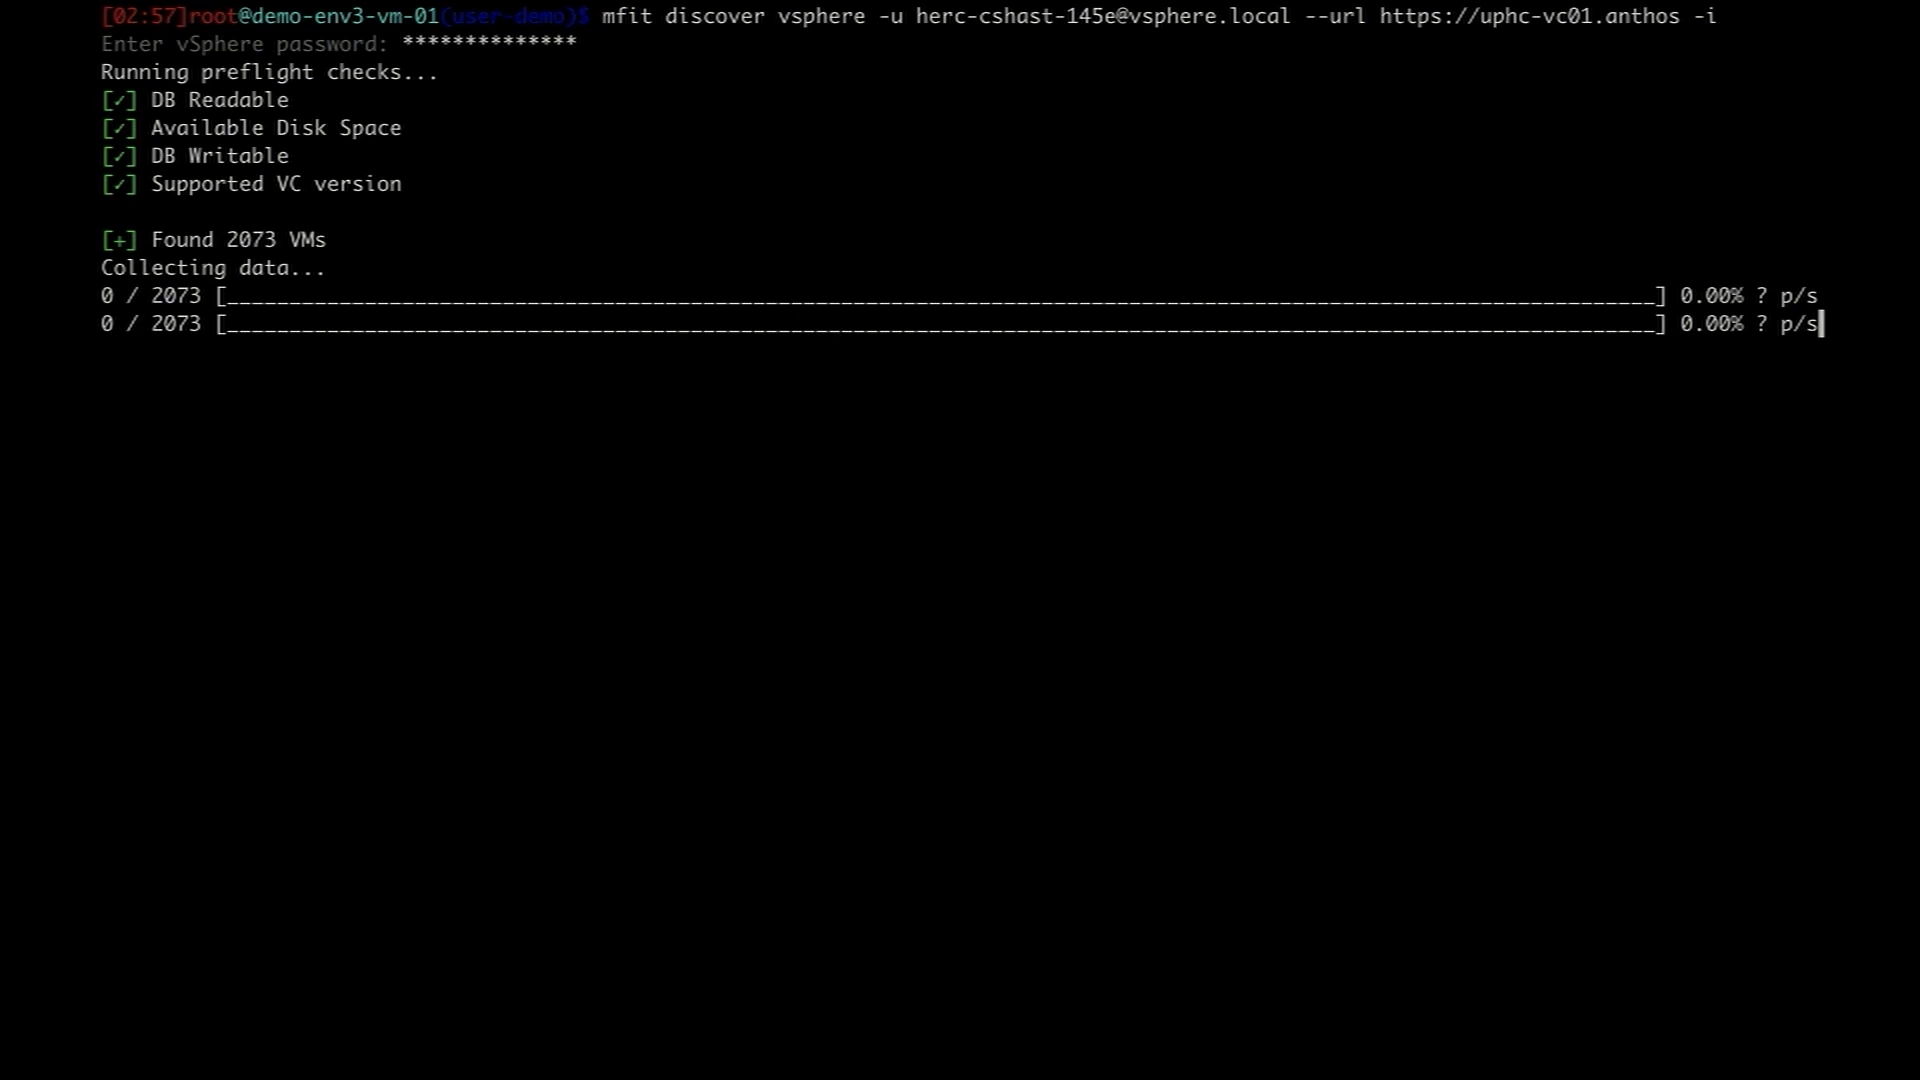 [02:57]root@demo-env3-vm-01(user-demo)$ mfit discover vsphere -u herc-cshast-145e@vsphere.local --url https://uphc-vc01.anthos -i
Enter vSphere password: **************
Running preflight checks...
[✓] DB Readable
[✓] Available Disk Space
[✓] DB Writable
[✓] Supported VC version
[+] Found 2073 VMs
Collecting data...
0 / 2073 [__________________________________________________________________________________________________________________] 0.00% ? p/s
0 / 2073 [__________________________________________________________________________________________________________________] 0.00% ? p/s